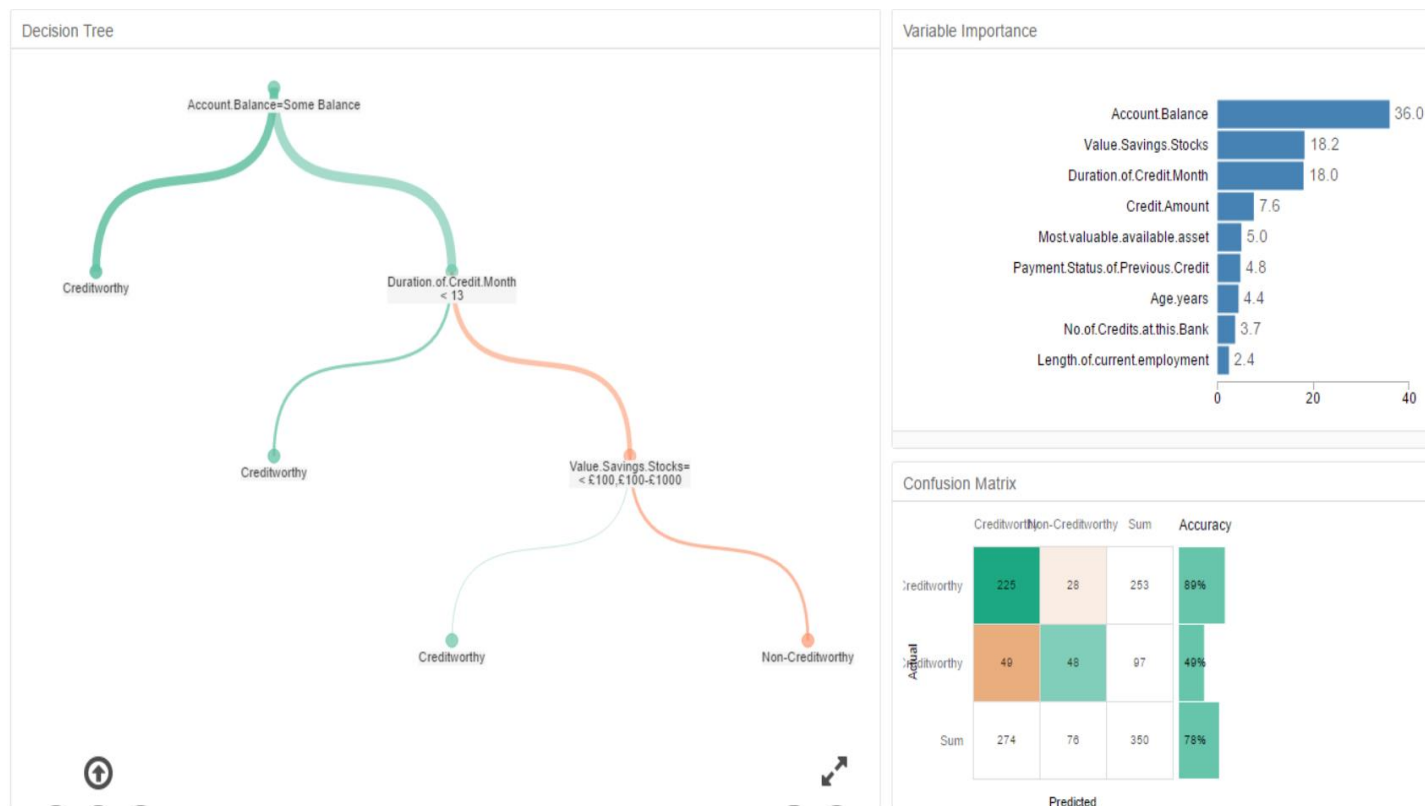 Decision Tree
Account.Balance=Some Balance
Creditworthy
Duration.of.Credit.Month
< 13
Creditworthy
Value.Savings.Stocks=
< £100,£100-£1000
Creditworthy
Non-Creditworthy
Variable Importance
Account.Balance 36.0
Value.Savings.Stocks 18.2
Duration.of.Credit.Month 18.0
Credit.Amount 7.6
Most.valuable.available.asset 5.0
Payment.Status.of.Previous.Credit 4.8
Age.years 4.4
No.of.Credits.at.this.Bank 3.7
Length.of.current.employment 2.4
0 20 40
Confusion Matrix
Non-Creditworthy Sum Accuracy
225 28 253 89%
Actual
49 48 97 49%
Sum 274 76 350 78%
Predicted